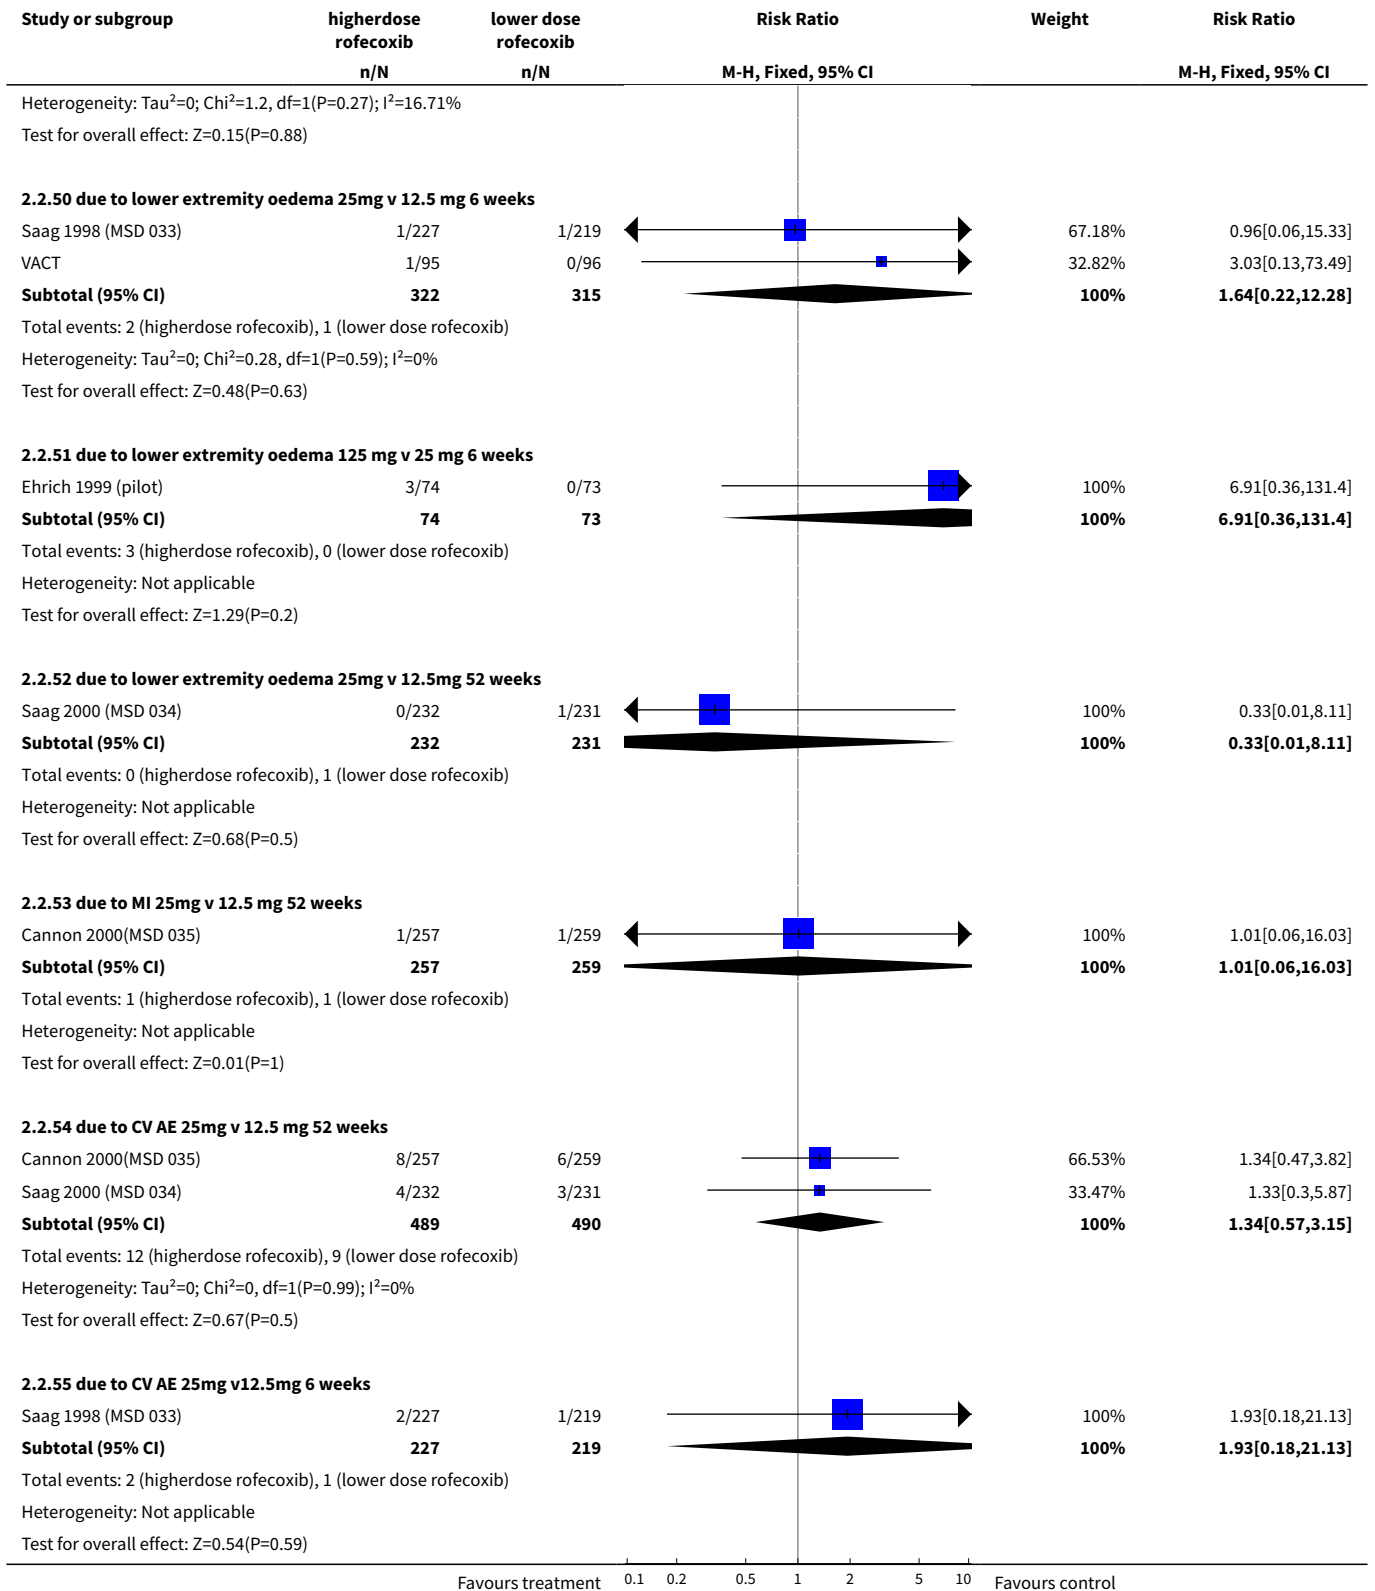 Study or subgroup higherdose rofecoxib lower dose rofecoxib Risk Ratio Weight Risk Ratio
n/N n/N M-H, Fixed, 95% CI M-H, Fixed, 95% CI
Heterogeneity: Tau²=0; Chi²=1.2, df=1(P=0.27); I²=16.71%
Test for overall effect: Z=0.15(P=0.88)
2.2.50 due to lower extremity oedema 25mg v 12.5 mg 6 weeks
Saag 1998 (MSD 033) 1/227 1/219 67.18% 0.96[0.06,15.33]
VACT 1/95 0/96 32.82% 3.03[0.13,73.49]
Subtotal (95% CI) 322 315 100% 1.64[0.22,12.28]
Total events: 2 (higherdose rofecoxib), 1 (lower dose rofecoxib)
Heterogeneity: Tau²=0; Chi²=0.28, df=1(P=0.59); I²=0%
Test for overall effect: Z=0.48(P=0.63)
2.2.51 due to lower extremity oedema 125 mg v 25 mg 6 weeks
Ehrich 1999 (pilot) 3/74 0/73 100% 6.91[0.36,131.4]
Subtotal (95% CI) 74 73 100% 6.91[0.36,131.4]
Total events: 3 (higherdose rofecoxib), 0 (lower dose rofecoxib)
Heterogeneity: Not applicable
Test for overall effect: Z=1.29(P=0.2)
2.2.52 due to lower extremity oedema 25mg v 12.5mg 52 weeks
Saag 2000 (MSD 034) 0/232 1/231 100% 0.33[0.01,8.11]
Subtotal (95% CI) 232 231 100% 0.33[0.01,8.11]
Total events: 0 (higherdose rofecoxib), 1 (lower dose rofecoxib)
Heterogeneity: Not applicable
Test for overall effect: Z=0.68(P=0.5)
2.2.53 due to MI 25mg v 12.5 mg 52 weeks
Cannon 2000(MSD 035) 1/257 1/259 100% 1.01[0.06,16.03]
Subtotal (95% CI) 257 259 100% 1.01[0.06,16.03]
Total events: 1 (higherdose rofecoxib), 1 (lower dose rofecoxib)
Heterogeneity: Not applicable
Test for overall effect: Z=0.01(P=1)
2.2.54 due to CV AE 25mg v 12.5 mg 52 weeks
Cannon 2000(MSD 035) 8/257 6/259 66.53% 1.34[0.47,3.82]
Saag 2000 (MSD 034) 4/232 3/231 33.47% 1.33[0.3,5.87]
Subtotal (95% CI) 489 490 100% 1.34[0.57,3.15]
Total events: 12 (higherdose rofecoxib), 9 (lower dose rofecoxib)
Heterogeneity: Tau²=0; Chi²=0, df=1(P=0.99); I²=0%
Test for overall effect: Z=0.67(P=0.5)
2.2.55 due to CV AE 25mg v12.5mg 6 weeks
Saag 1998 (MSD 033) 2/227 1/219 100% 1.93[0.18,21.13]
Subtotal (95% CI) 227 219 100% 1.93[0.18,21.13]
Total events: 2 (higherdose rofecoxib), 1 (lower dose rofecoxib)
Heterogeneity: Not applicable
Test for overall effect: Z=0.54(P=0.59)
Favours treatment 0.1 0.2 0.5 1 2 5 10 Favours control